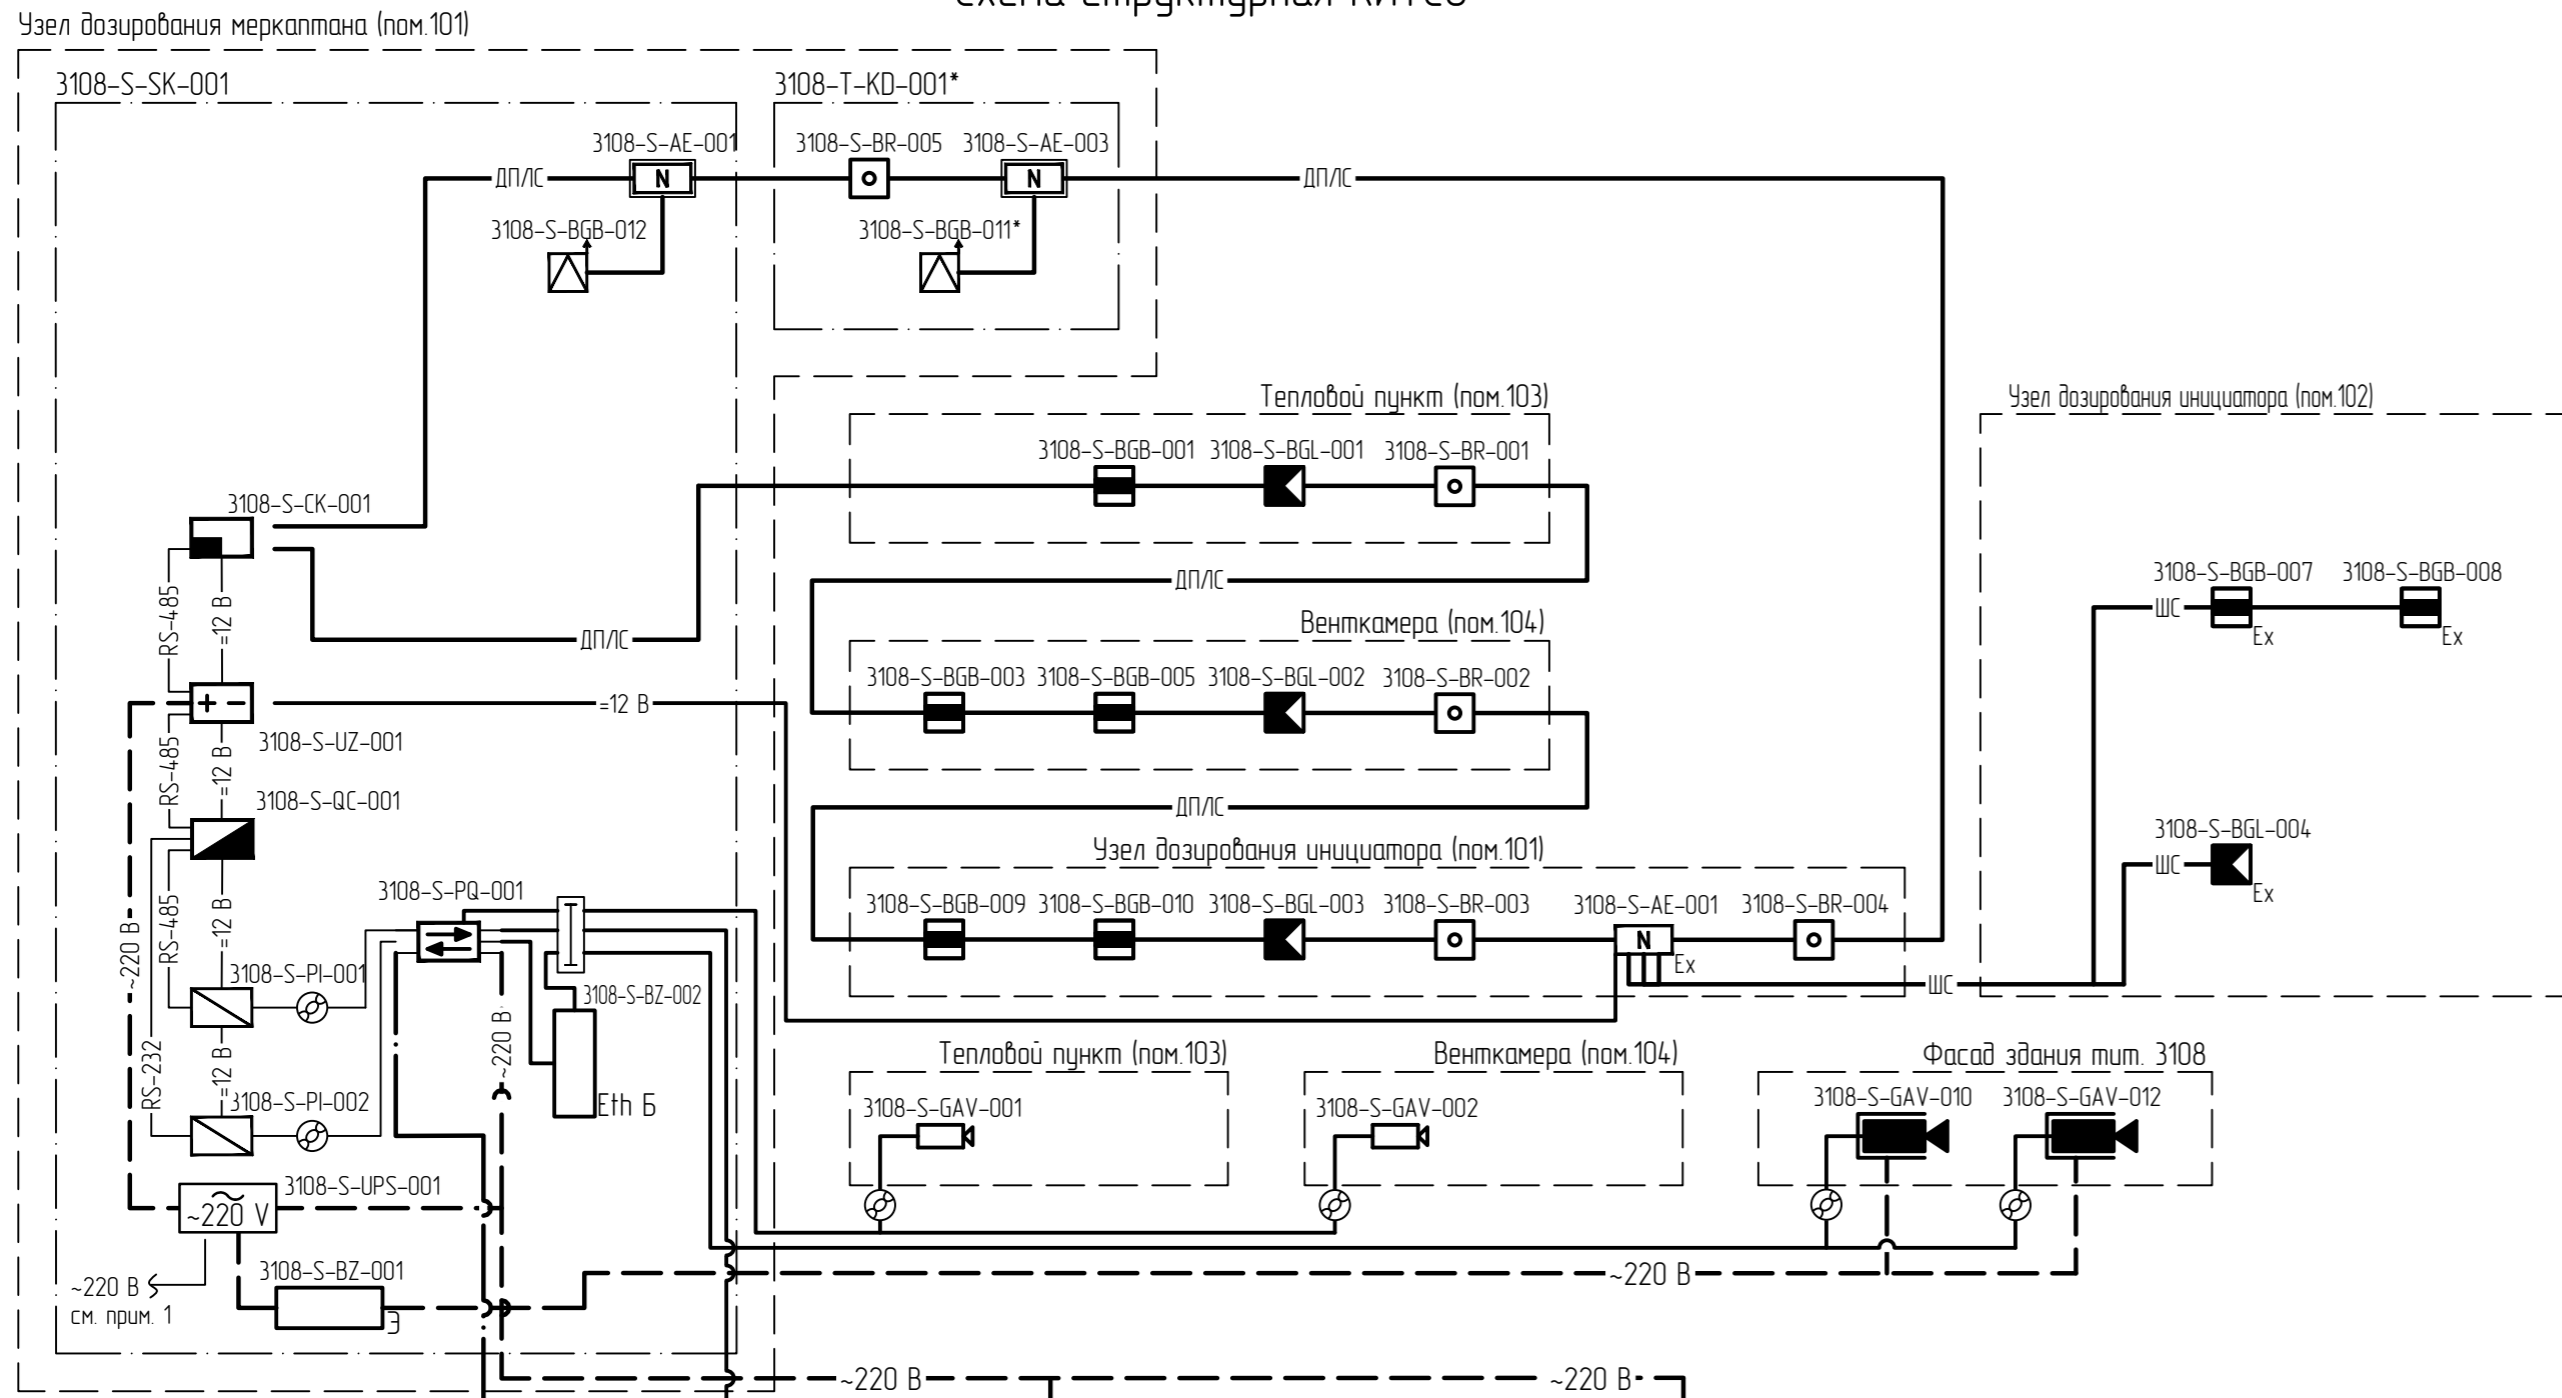 Схема структурная КИТСО
Узел дозирования меркаптана (пом.101)
3108-S-SK-001
3108-T-KD-001*
3108-S-AE-001
3108-S-BR-005
3108-S-AE-003
ДП/IC
N
N
ДП/IC
3108-S-BGB-012
3108-S-BGB-011*
Тепловой пункт (пом.103)
Узел дозирования инициатора (пом.102)
3108-S-BGB-001
3108-S-BGL-001
3108-S-BR-001
3108-S-CK-001
ДП/IC
3108-S-BGB-007
3108-S-BGB-008
ШС
Ex
Ex
RS-485
=12 В
ДП/IC
Венткамера (пом.104)
3108-S-BGB-003
3108-S-BGB-005
3108-S-BGL-002
3108-S-BR-002
+ -
=12 В
3108-S-UZ-001
RS-485
=12 В
3108-S-QC-001
ДП/IC
3108-S-BGL-004
ШС
Ex
Узел дозирования инициатора (пом.101)
3108-S-PQ-001
3108-S-BGB-009
3108-S-BGB-010
3108-S-BGL-003
3108-S-BR-003
3108-S-AE-001
3108-S-BR-004
N
Ex
~220 В
RS-485
=12 В
3108-S-PI-001
3108-S-BZ-002
ШС
RS-232
=12 В
~220 В
Тепловой пункт (пом.103)
Венткамера (пом.104)
Фасад здания тит. 3108
3108-S-PI-002
Eth Б
3108-S-GAV-001
3108-S-GAV-002
3108-S-GAV-010
3108-S-GAV-012
3108-S-UPS-001
~220 V
3108-S-BZ-001
~220 В
~220 В
см. прим. 1
Э
~220 В
~220 В